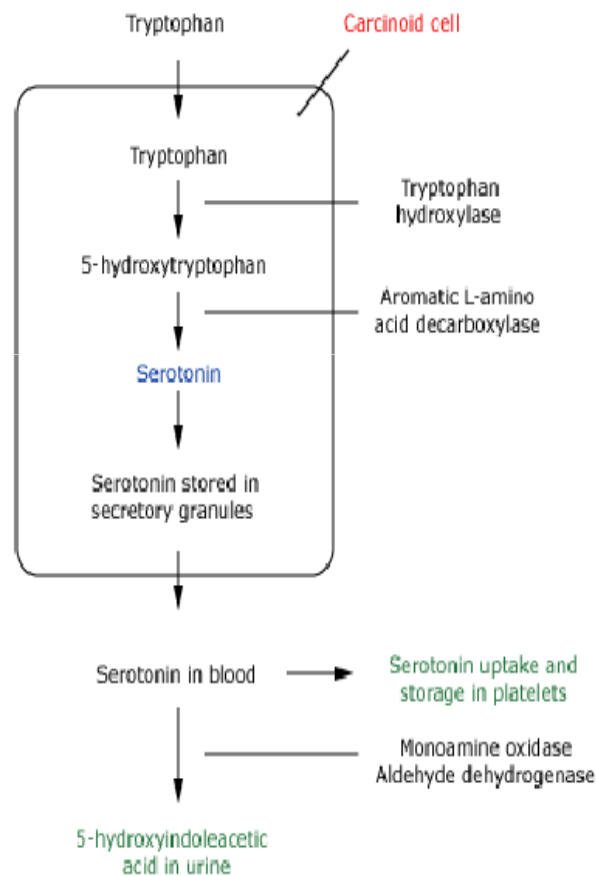 Tryptophan
Carcinoid cell
Tryptophan
Tryptophan
hydroxylase
5-hydroxytryptophan
Aromatic L-amino
acid decarboxylase
Serotonin
Serotonin stored in
secretory granules
Serotonin in blood
Serotonin uptake and
storage in platelets
Monoamine oxidase
Aldehyde dehydrogenase
5-hydroxyindoleacetic
acid in urine